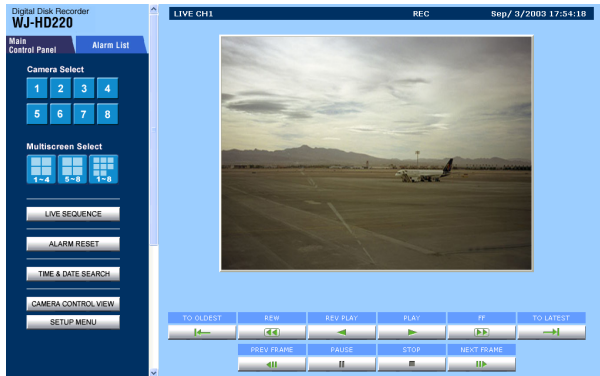 Digital Disk Recorder
WJ-HD220
Main
Control Panel
Alarm List
Camera Select
1 2 3 4
5 6 7 8
Multiscreen Select
1~4 5~8 1~8
LIVE SEQUENCE
ALARM RESET
TIME & DATE SEARCH
CAMERA CONTROL VIEW
SETUP MENU
LIVE CH1 REC Sep/ 3/2003 17:54:18
TO OLDEST REW REV PLAY PLAY FF TO LATEST
PREV FRAME PAUSE STOP NEXT FRAME